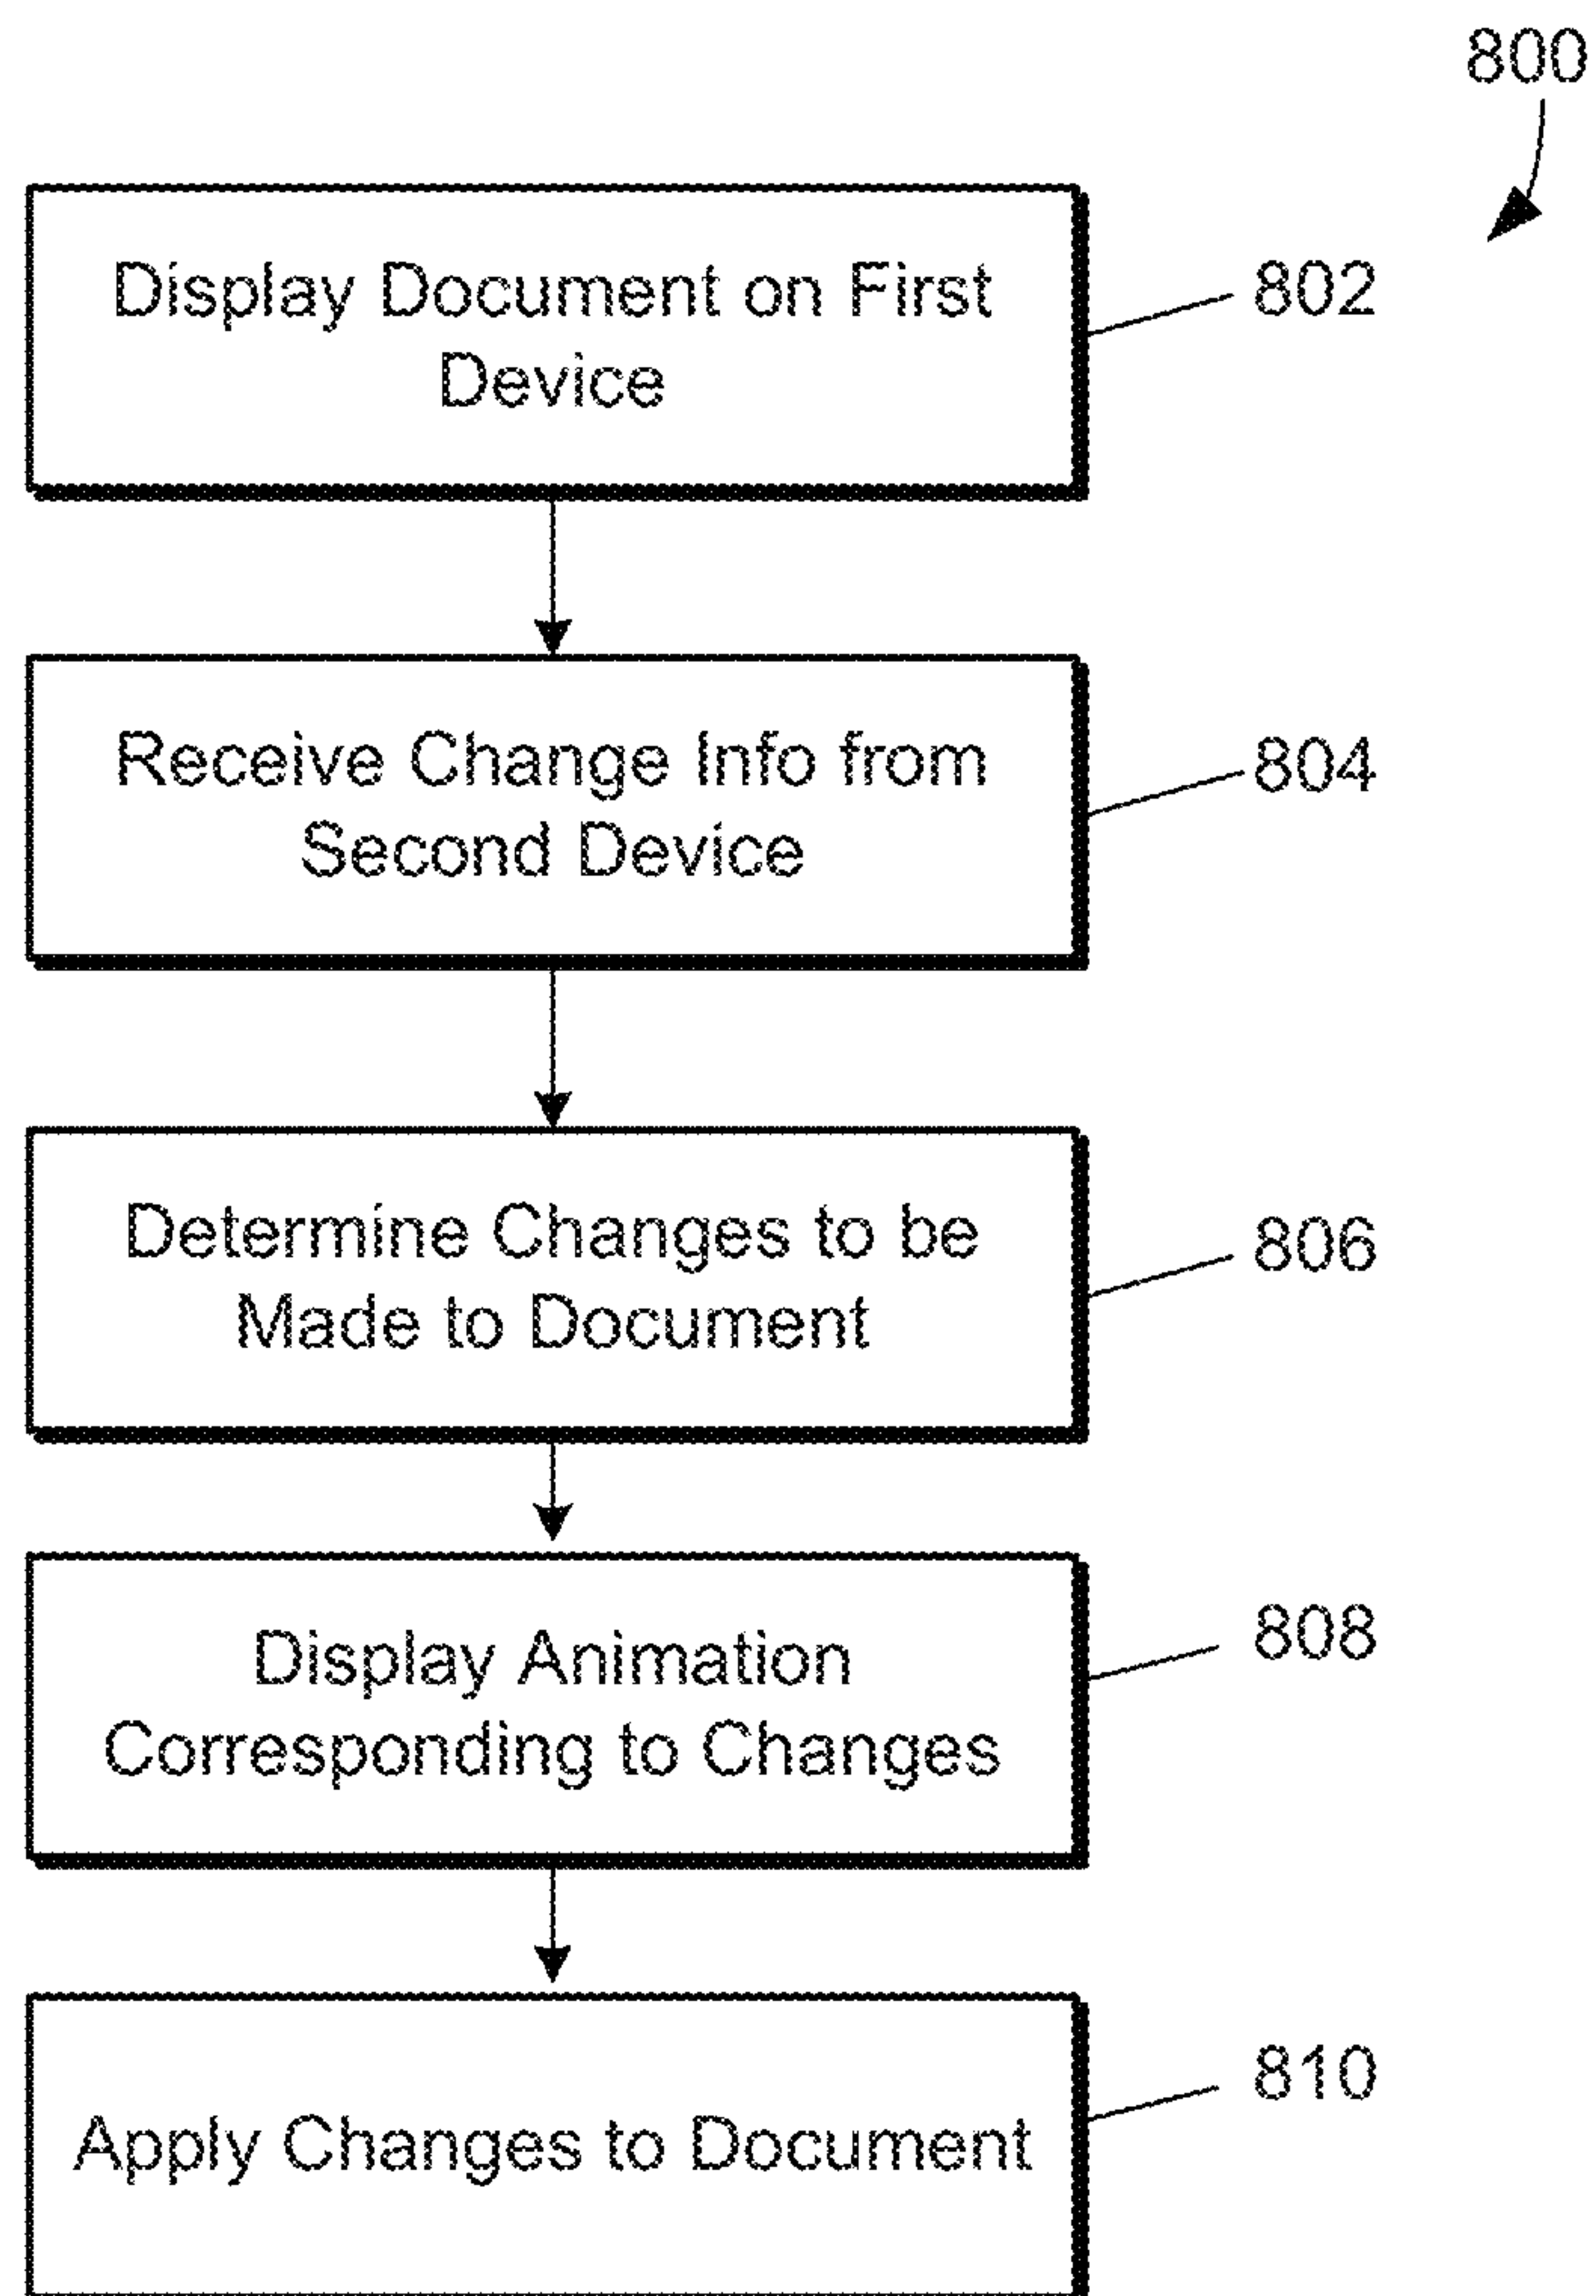 800
Display Document on First
Device
802
Receive Change Info from
Second Device
804
Determine Changes to be
Made to Document
806
Display Animation
Corresponding to Changes
808
Apply Changes to Document
810